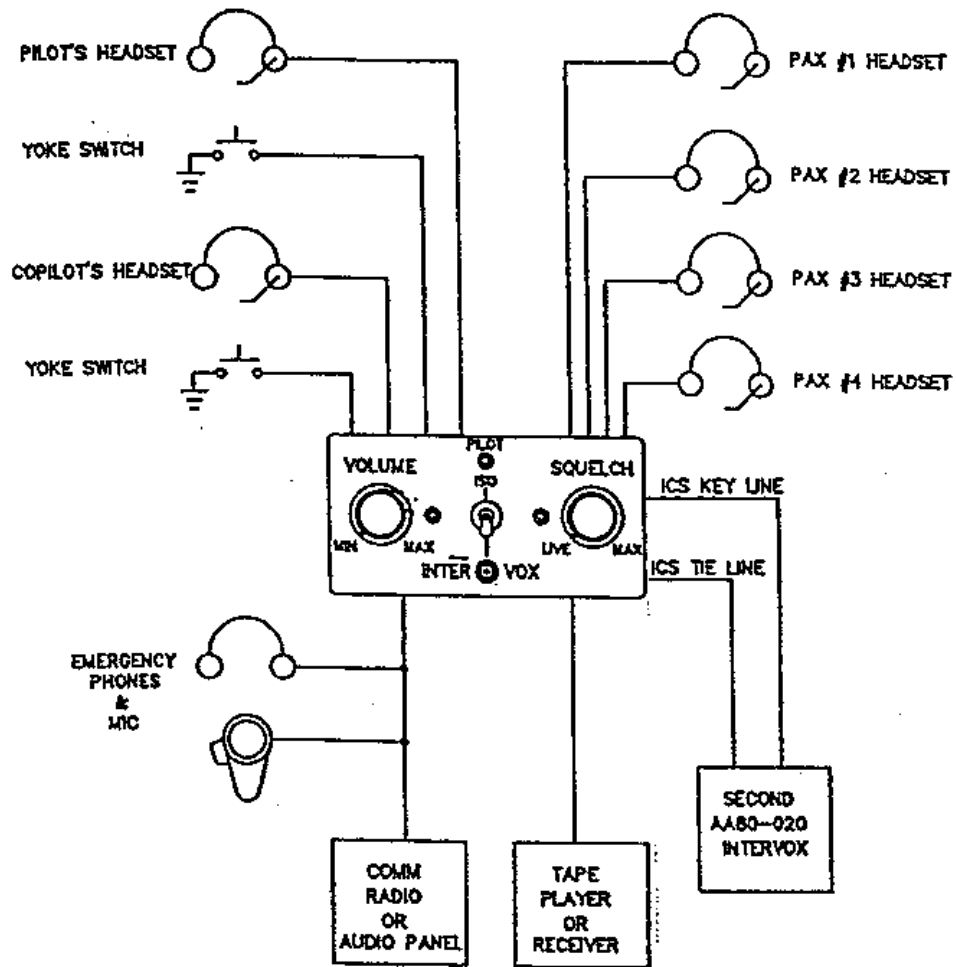 PILOT'S HEADSET
YOKE SWITCH
COPILOT'S HEADSET
YOKE SWITCH
PAX #1 HEADSET
PAX #2 HEADSET
PAX #3 HEADSET
PAX #4 HEADSET
PILOT
ISO
VOLUME
SQUELCH
MIN
MAX
LIVE
MAX
INTER VOX
ICS KEY LINE
ICS TIE LINE
EMERGENCY
PHONES
&
MIC
COMM
RADIO
OR
AUDIO PANEL
TAPE
PLAYER
OR
RECEIVER
SECOND
AA80-020
INTERVOX